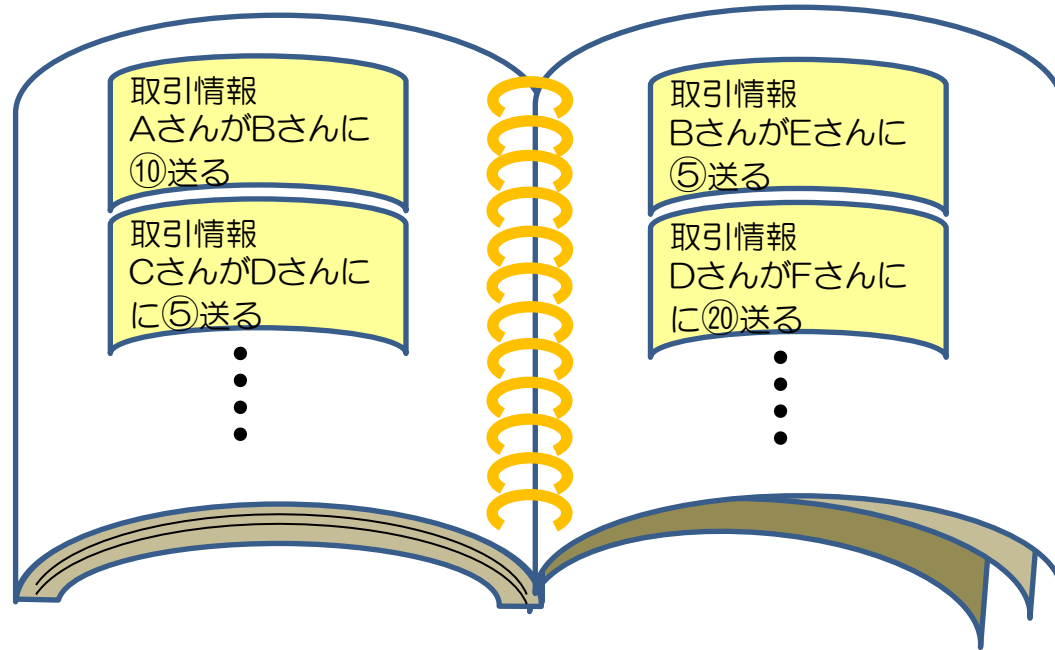 取引情報
AさんがBさんに
⑩送る
取引情報
CさんがDさんに
に⑤送る
取引情報
BさんがEさんに
⑤送る
取引情報
DさんがFさんに
に⑳送る